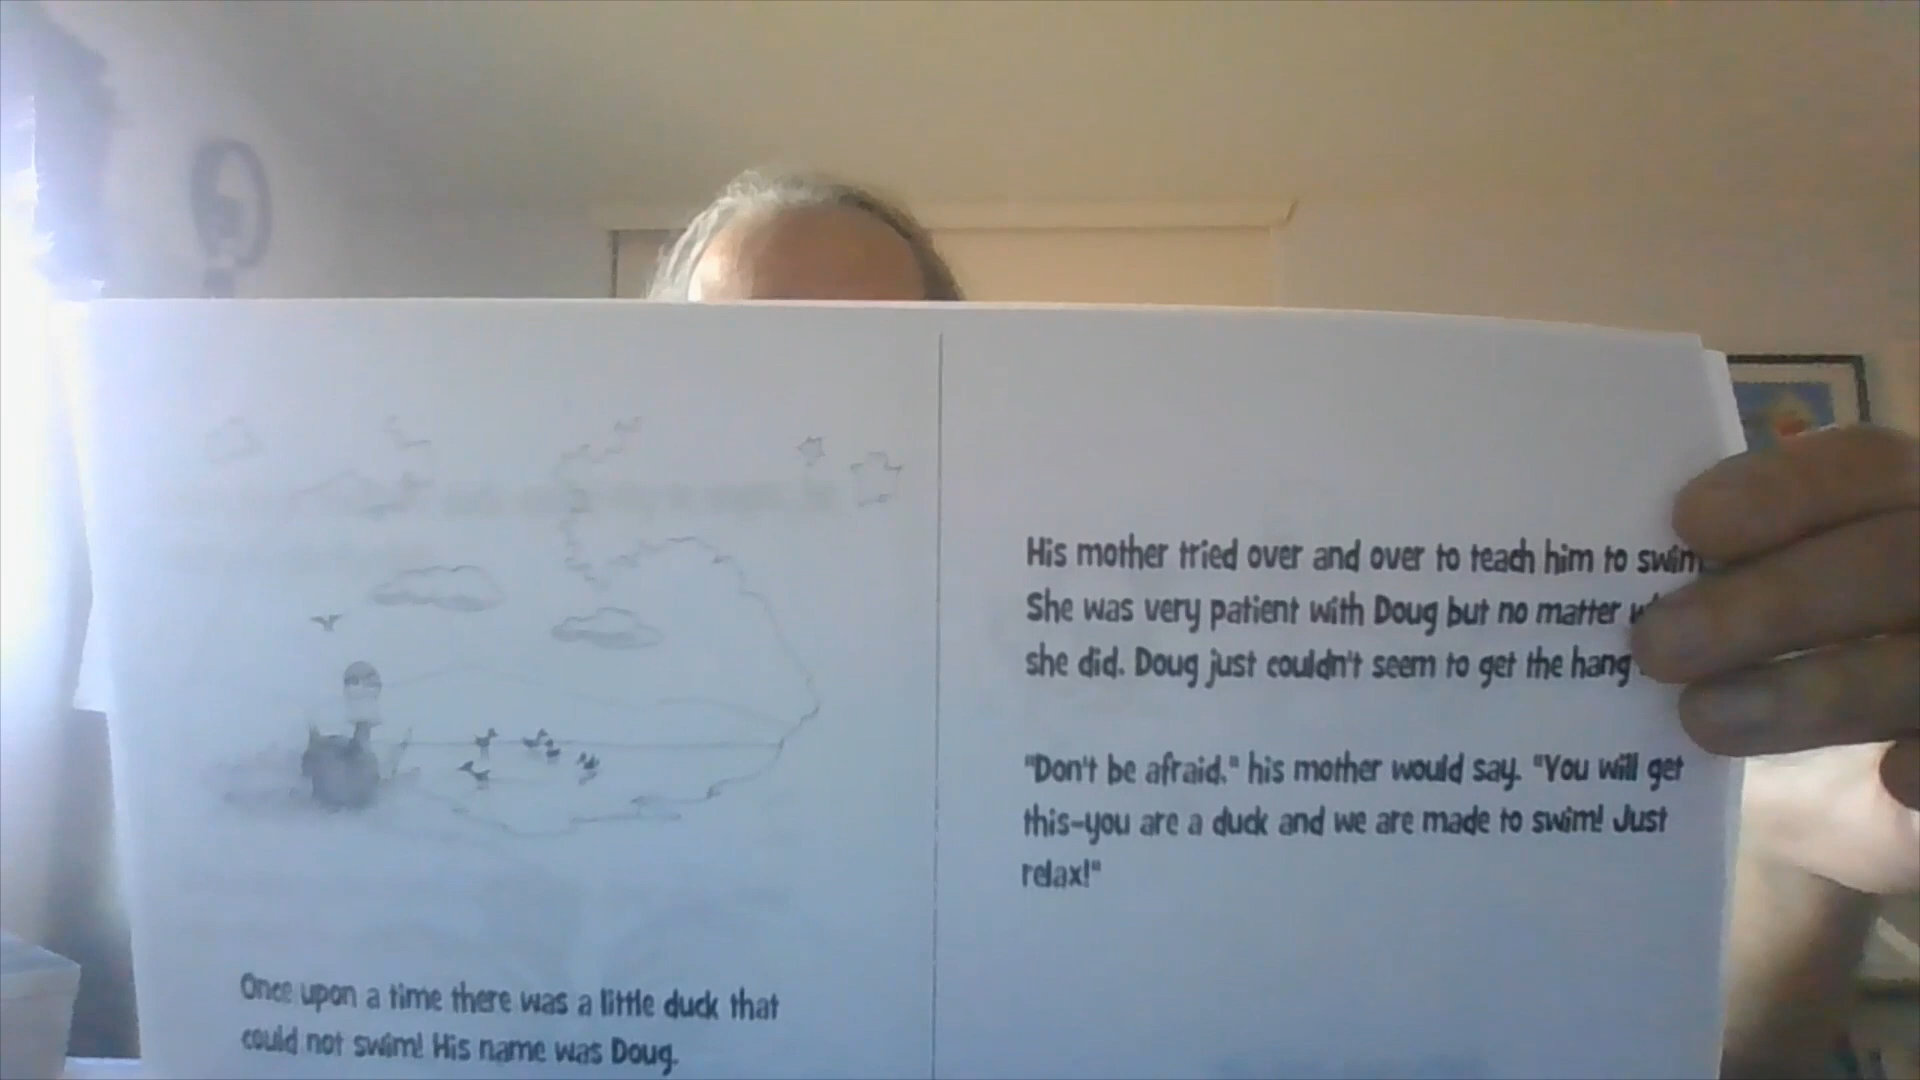 Once upon a time there was a little duck that
could not swim! His name was Doug.
His mother tried over and over to teach him to swim
She was very patient with Doug but no matter
she did. Doug just couldn't seem to get the hang
"Don't be afraid." his mother would say. "You will get
this-you are a duck and we are made to swim! Just
relax!"